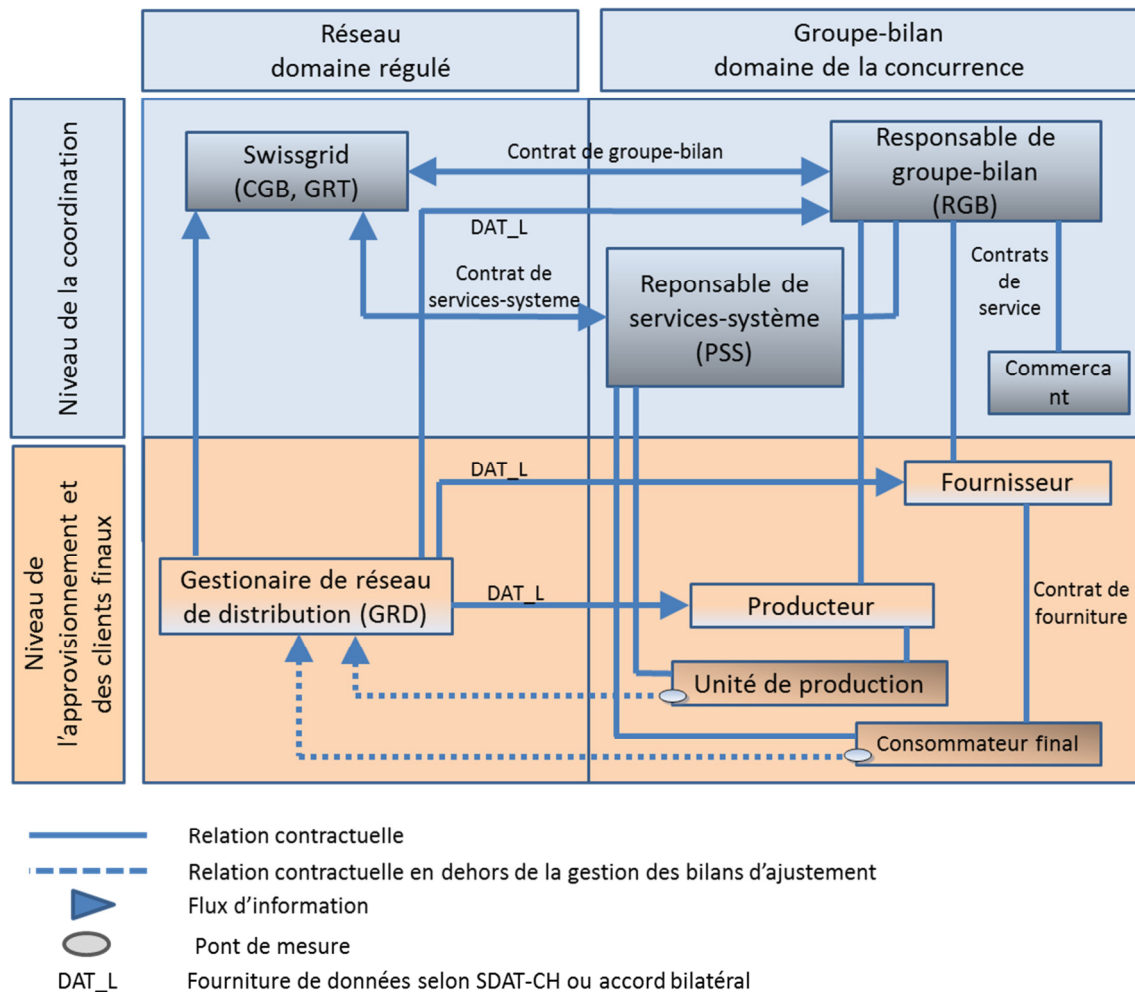 Réseau
domaine régulé
Groupe-bilan
domaine de la concurrence
Niveau de la coordination
Swissgrid
(CGB, GRT)
Contrat de groupe-bilan
Responsable de
groupe-bilan
(RGB)
DAT_L
Contrat de
services-systeme
Reponsable de
services-système
(PSS)
Contrats
de
service
Commerca
nt
Niveau de
l'approvisionnement et
des clients finaux
DAT_L
Fournisseur
Gestionaire de réseau
de distribution (GRD)
DAT_L
Producteur
Contrat de
fourniture
Unité de production
Consommateur final
Relation contractuelle
Relation contractuelle en dehors de la gestion des bilans d'ajustement
Flux d'information
Pont de mesure
DAT_L Fourniture de données selon SDAT-CH ou accord bilatéral